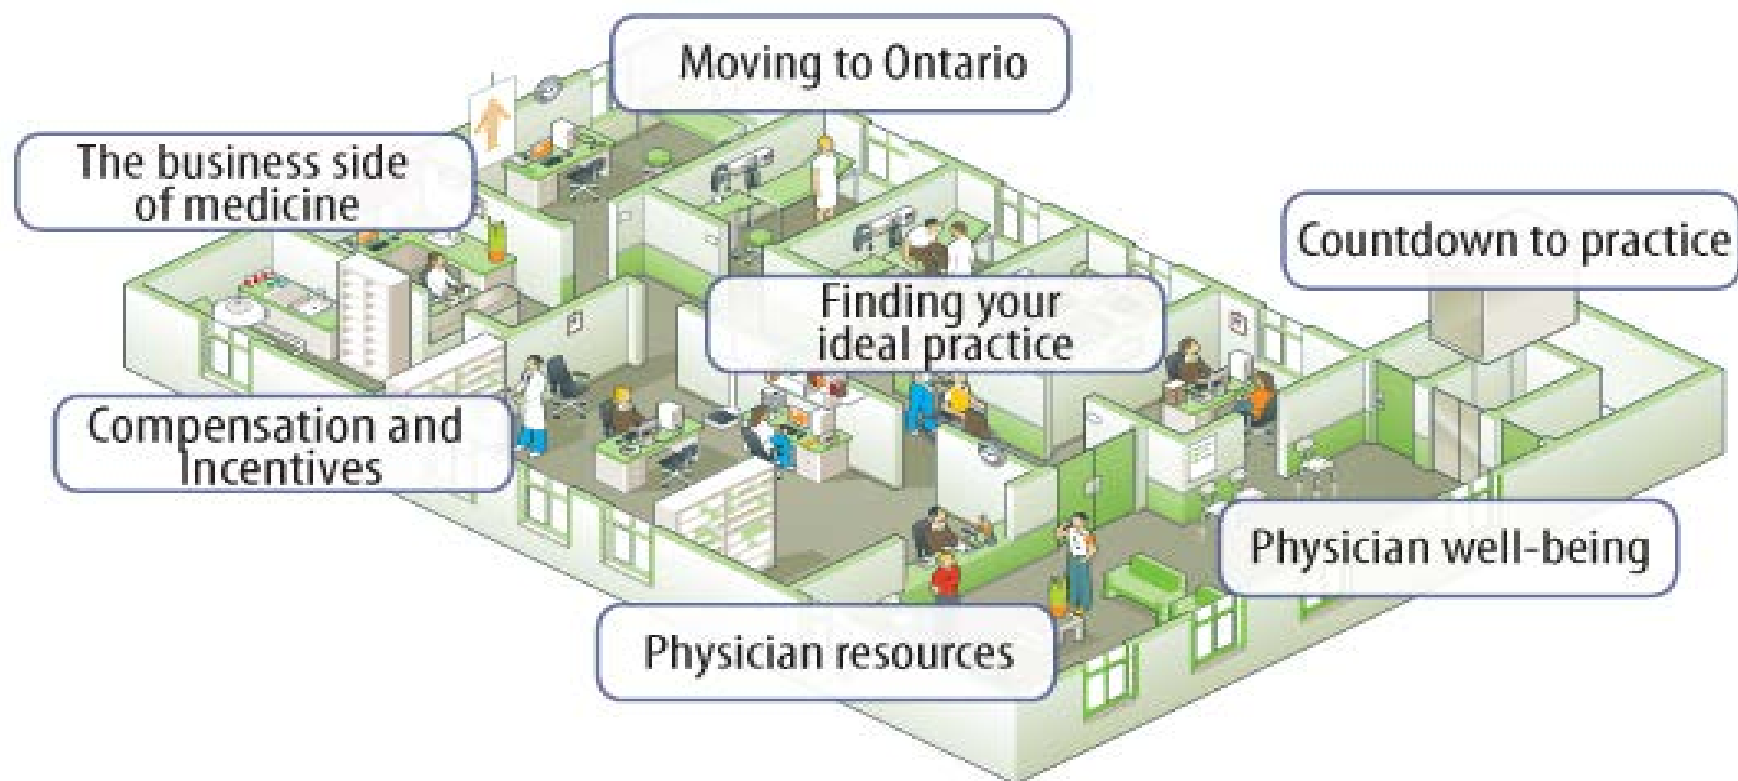 Moving to Ontario
The business side
of medicine
Countdown to practice
Finding your
ideal practice
Compensation and
Incentives
Physician well-being
Physician resources